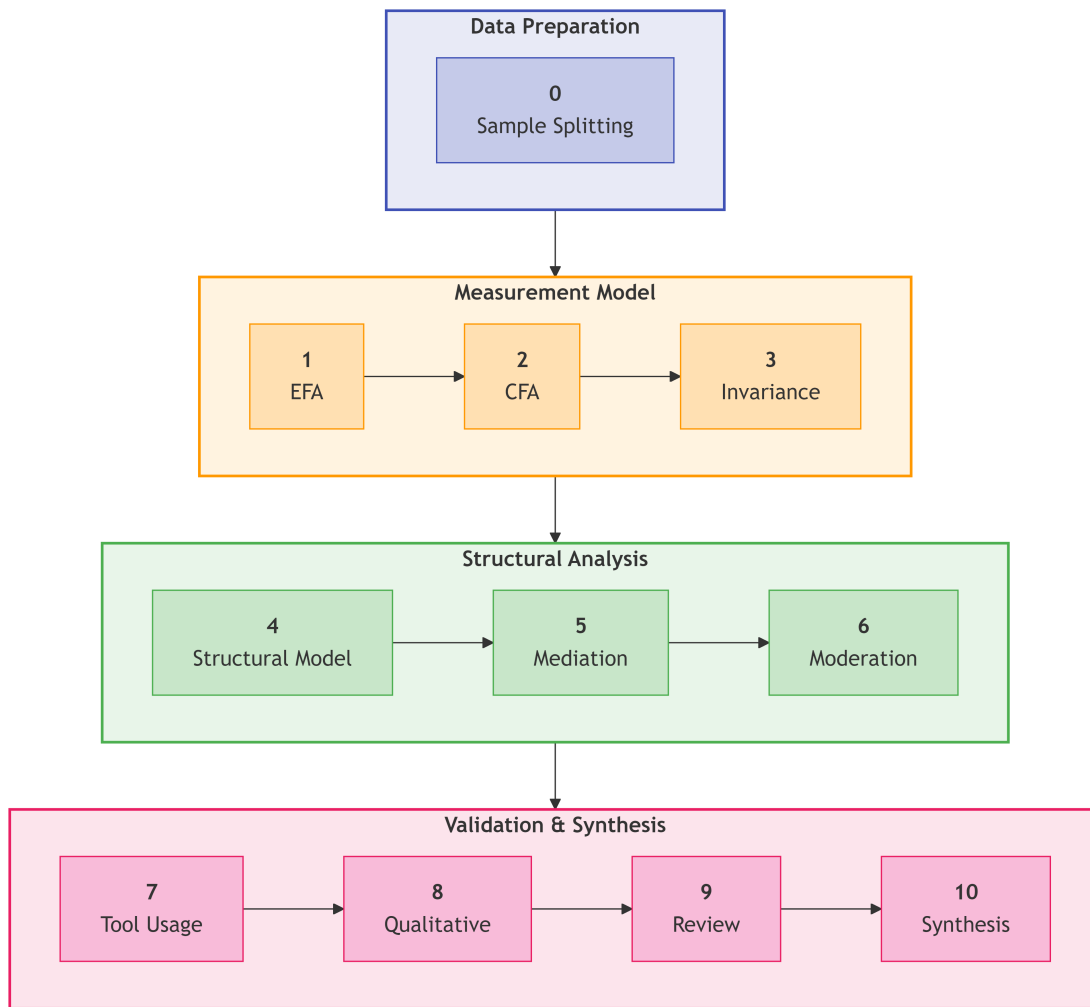 Data Preparation
0
Sample Splitting
Measurement Model
1
EFA
2
CFA
3
Invariance
Structural Analysis
4
Structural Model
5
Mediation
6
Moderation
Validation & Synthesis
7
Tool Usage
8
Qualitative
9
Review
10
Synthesis